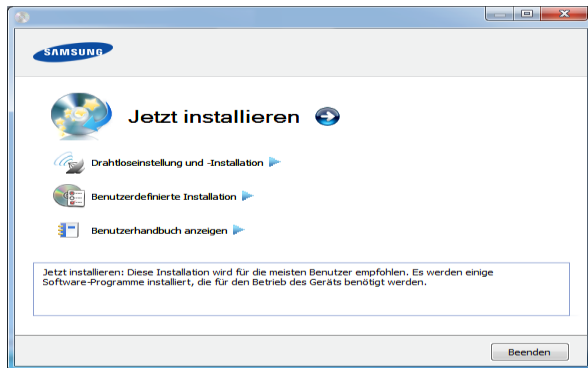 SAMSUNG
Jetzt installieren
Drahtloseinstellung und -Installation
Benutzerdefinierte Installation
Benutzerhandbuch anzeigen
Jetzt installieren: Diese Installation wird für die meisten Benutzer empfohlen. Es werden einige
Software-Programme installiert, die für den Betrieb des Geräts benötigt werden.
Beenden